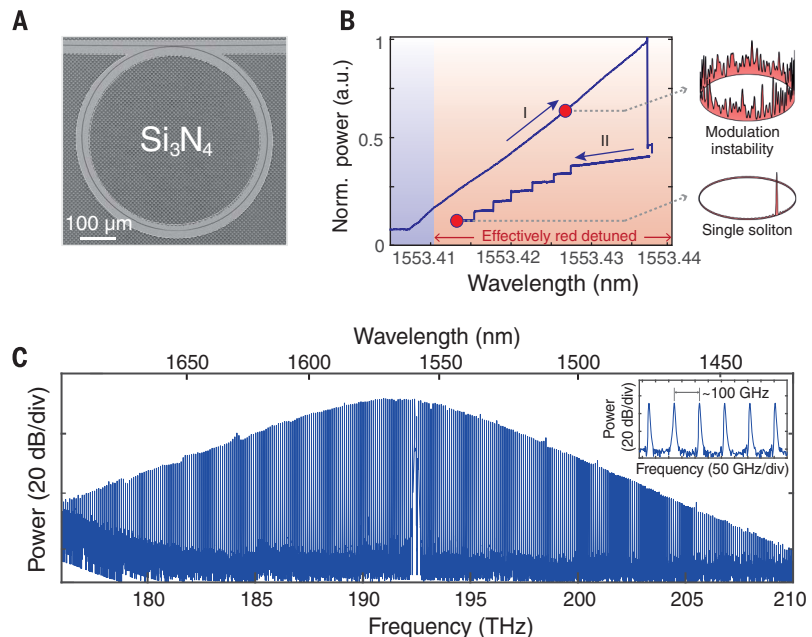 A
Si₃N₄
100 µm
B
Norm. power (a.u.)
1
0.5
0
I
II
Effectively red detuned
1553.41 1553.42 1553.43 1553.44
Wavelength (nm)
Modulation
instability
Single soliton
C
Wavelength (nm)
1650 1600 1550 1500 1450
Power (20 dB/div)
180 185 190 195 200 205 210
Frequency (THz)
~100 GHz
Power
(20 dB/div)
Frequency (50 GHz/div)